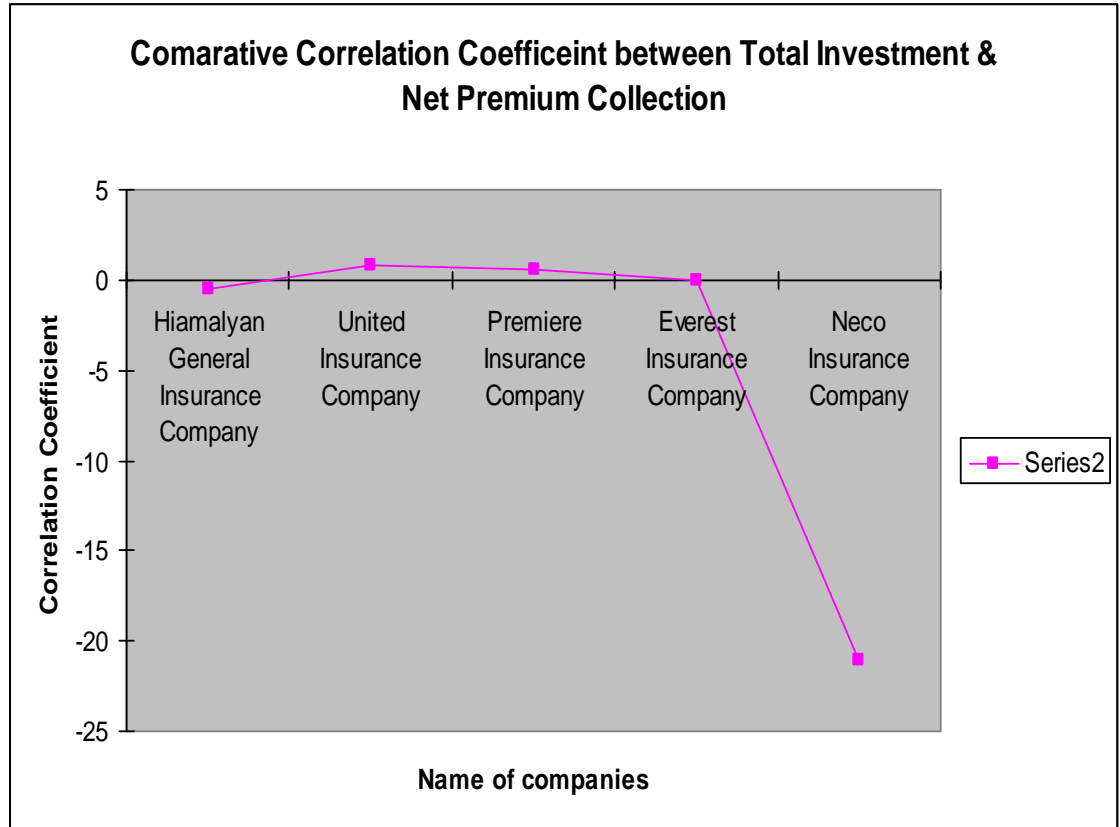 Comarative Correlation Coefficeint between Total Investment &
Net Premium Collection
5
0
-5
-10
-15
-20
-25
Correlation Coefficient
Hiamalyan
General
Insurance
Company
United
Insurance
Company
Premiere
Insurance
Company
Everest
Insurance
Company
Neco
Insurance
Company
Series2
Name of companies